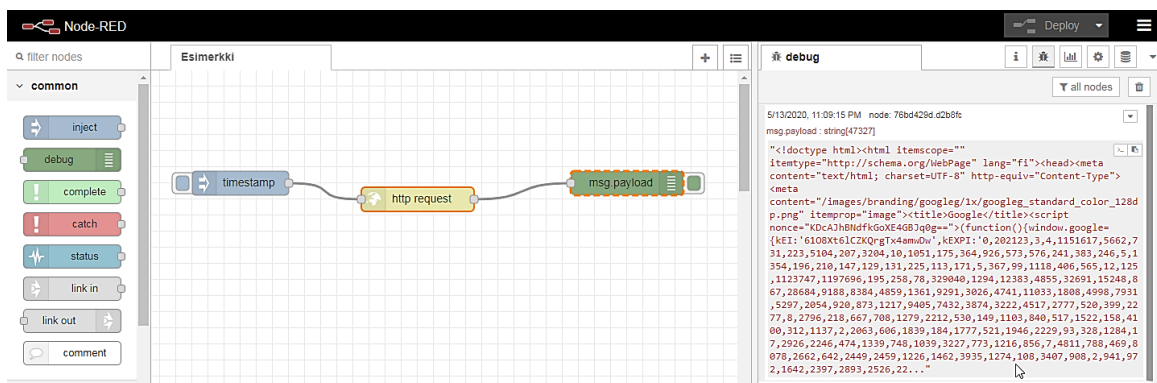 Node-RED
Deploy
filter nodes
Esimerkki
debug
i
common
all nodes
inject
debug
complete
catch
status
link in
link out
comment
timestamp
http request
msg.payload
5/13/2020, 11:09:15 PM node: 76bd429d.d2b8fc
msg.payload : string[47327]
"<!doctype html><html itemscope=""
itemtype="http://schema.org/WebPage" lang="fi"><head><meta
content="text/html; charset=UTF-8" http-equiv="Content-Type">
<meta
content="/images/branding/googleg/1x/googleg_standard_color_128d
p.png" itemprop="image"><title>Google</title><script
nonce="KDcAJhBNdfkGoXE4GBJq0g==">(function(){window.google=
{kEI:'61O8Xt6lCZKQrgTx4amwDw',kEXPI:'0,202123,3,4,1151617,5662,7
31,223,5104,207,3204,10,1051,175,364,926,573,576,241,383,246,5,1
354,196,210,147,129,131,225,113,171,5,367,99,1118,406,565,12,125
,1123747,1197696,195,258,78,329040,1294,12383,4855,32691,15248,8
67,28684,9188,8384,4859,1361,9291,3026,4741,11033,1808,4998,7931
,5297,2054,920,873,1217,9405,7432,3874,3222,4517,2777,520,399,22
77,8,2796,218,667,708,1279,2212,530,149,1103,840,517,1522,158,41
00,312,1137,2,2063,606,1839,184,1777,521,1946,2229,93,328,1284,1
7,2926,2246,474,1339,748,1039,3227,773,1216,856,7,4811,788,469,8
078,2662,642,2449,2459,1226,1462,3935,1274,108,3407,908,2,941,97
2,1642,2397,2893,2526,22..."